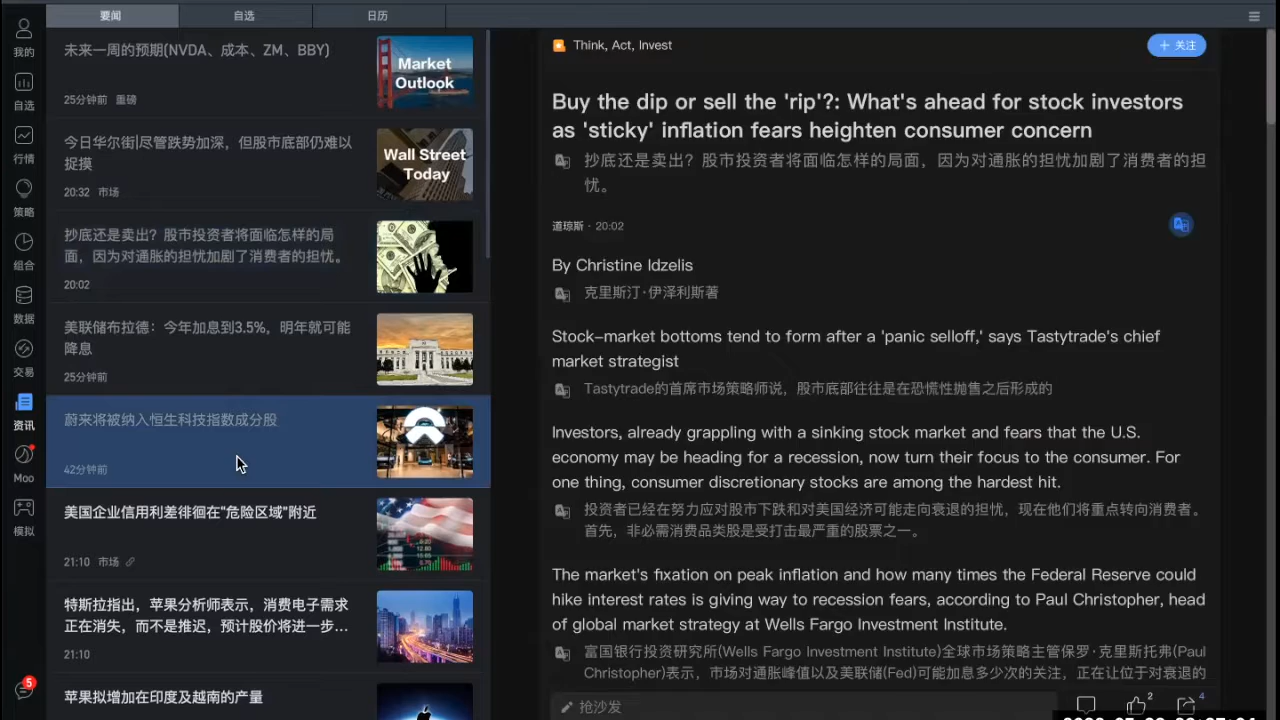 要闻
自选
日历
我的
自选
行情
策略
组合
数据
交易
资讯
Moo
模拟
5
未来一周的预期(NVDA、成本、ZM、BBY)
25分钟前 重磅
Market
Outlook
今日华尔街|尽管跌势加深，但股市底部仍难以
捉摸
20:32 市场
Wall Street
Today
抄底还是卖出？股市投资者将面临怎样的局
面，因为对通胀的担忧加剧了消费者的担忧。
20:02
美联储布拉德：今年加息到3.5%，明年就可能
降息
25分钟前
蔚来将被纳入恒生科技指数成分股
42分钟前
美国企业信用利差徘徊在"危险区域"附近
21:10 市场
特斯拉指出，苹果分析师表示，消费电子需求
正在消失，而不是推迟，预计股价将进一步...
21:10
苹果拟增加在印度及越南的产量
Think, Act, Invest
+ 关注
Buy the dip or sell the 'rip'?: What's ahead for stock investors
as 'sticky' inflation fears heighten consumer concern
抄底还是卖出？股市投资者将面临怎样的局面，因为对通胀的担忧加剧了消费者的担
忧。
道琼斯 · 20:02
By Christine Idzelis
克里斯汀·伊泽利斯著
Stock-market bottoms tend to form after a 'panic selloff,' says Tastytrade's chief
market strategist
Tastytrade的首席市场策略师说，股市底部往往是在恐慌性抛售之后形成的
Investors, already grappling with a sinking stock market and fears that the U.S.
economy may be heading for a recession, now turn their focus to the consumer. For
one thing, consumer discretionary stocks are among the hardest hit.
投资者已经在努力应对股市下跌和对美国经济可能走向衰退的担忧，现在他们将重点转向消费者。
首先，非必需消费品类股是受打击最严重的股票之一。
The market's fixation on peak inflation and how many times the Federal Reserve could
hike interest rates is giving way to recession fears, according to Paul Christopher, head
of global market strategy at Wells Fargo Investment Institute.
富国银行投资研究所(Wells Fargo Investment Institute)全球市场策略主管保罗·克里斯托弗(Paul
Christopher)表示，市场对通胀峰值以及美联储(Fed)可能加息多少次的关注，正在让位于对衰退的
抢沙发
2
4